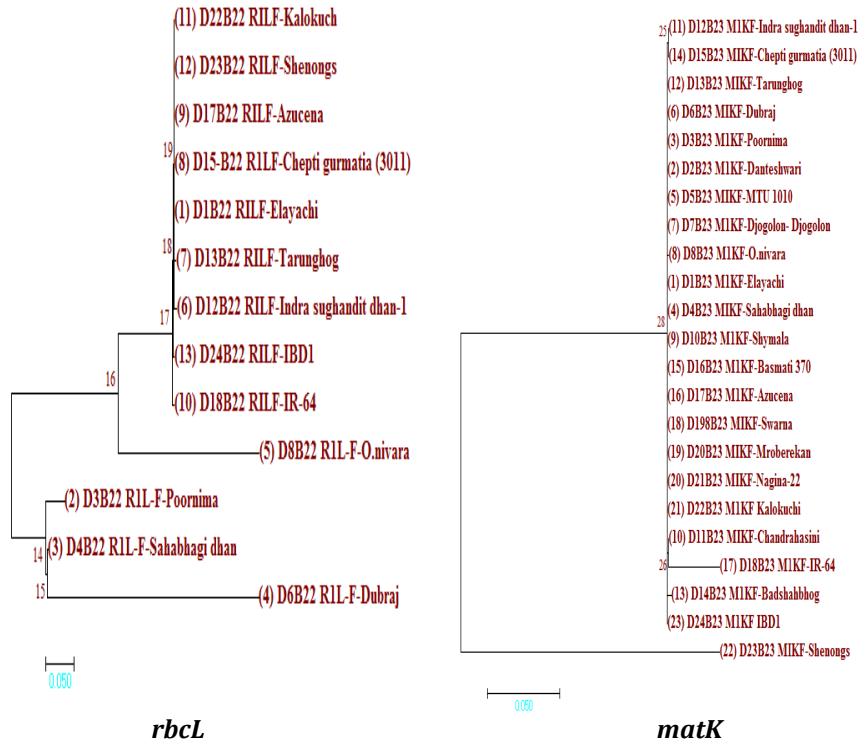 (11) D22B22 RILF-Kalokuch
(12) D23B22 RILF-Shenongs
(9) D17B22 RILF-Azucena
19
(8) D15-B22 R1LF-Chepti gurmatia (3011)
(1) D1B22 RILF-Elayachi
18
(7) D13B22 RILF-Tarunghog
(6) D12B22 RILF-Indra sughandit dhan-1
17
(13) D24B22 RILF-IBD1
16
(10) D18B22 RILF-IR-64
(5) D8B22 R1L-F-O.nivara
(2) D3B22 R1L-F-Poornima
14
(3) D4B22 R1L-F-Sahabhagi dhan
15
(4) D6B22 R1L-F-Dubraj
0.050
rbcL
25
(11) D12B23 M1KF-Indra sughandit dhan-1
(14) D15B23 MIKF-Chepti gurmatia (3011)
(12) D13B23 MIKF-Tarunghog
(6) D6B23 MIKF-Dubraj
(3) D3B23 M1KF-Poornima
(2) D2B23 M1KF-Danteshwari
(5) D5B23 MIKF-MTU 1010
(7) D7B23 M1KF-Djogolon- Djogolon
(8) D8B23 M1KF-O.nivara
(1) D1B23 M1KF-Elayachi
(4) D4B23 MIKF-Sahabhagi dhan
28
(9) D10B23 M1KF-Shymala
(15) D16B23 M1KF-Basmati 370
(16) D17B23 M1KF-Azucena
(18) D198B23 MIKF-Swarna
(19) D20B23 MIKF-Mroberekan
(20) D21B23 MIKF-Nagina-22
(21) D22B23 M1KF Kalokuchi
(10) D11B23 MIKF-Chandrahasini
26
(17) D18B23 M1KF-IR-64
(13) D14B23 M1KF-Badshahbhog
(23) D24B23 M1KF IBD1
(22) D23B23 MIKF-Shenongs
0.050
matK